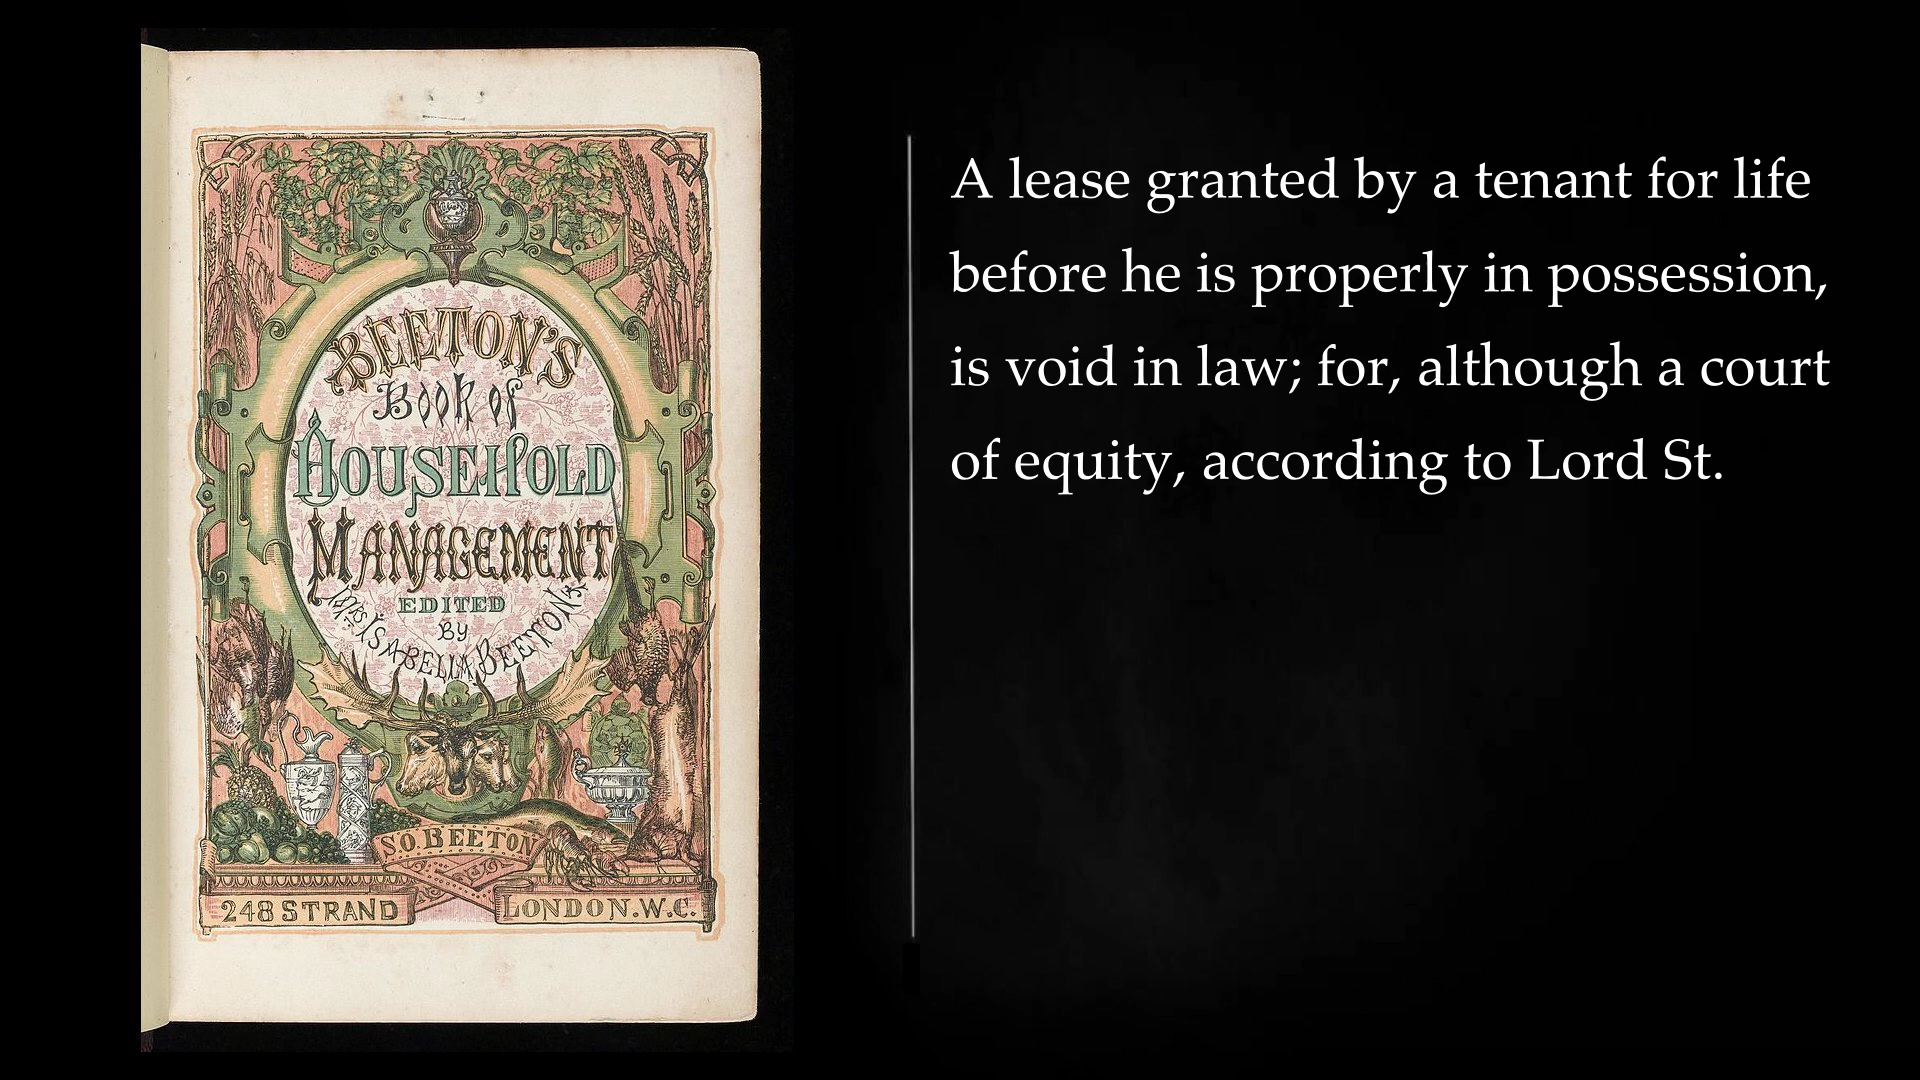 BEETON'S
Book of
HOUSEHOLD
MANAGEMENT
EDITED
BY
MRS ISABELLA BEETON
S.O. BEETON
248 STRAND
LONDON. W.C.
A lease granted by a tenant for life
before he is properly in possession,
is void in law; for, although a court
of equity, according to Lord St.